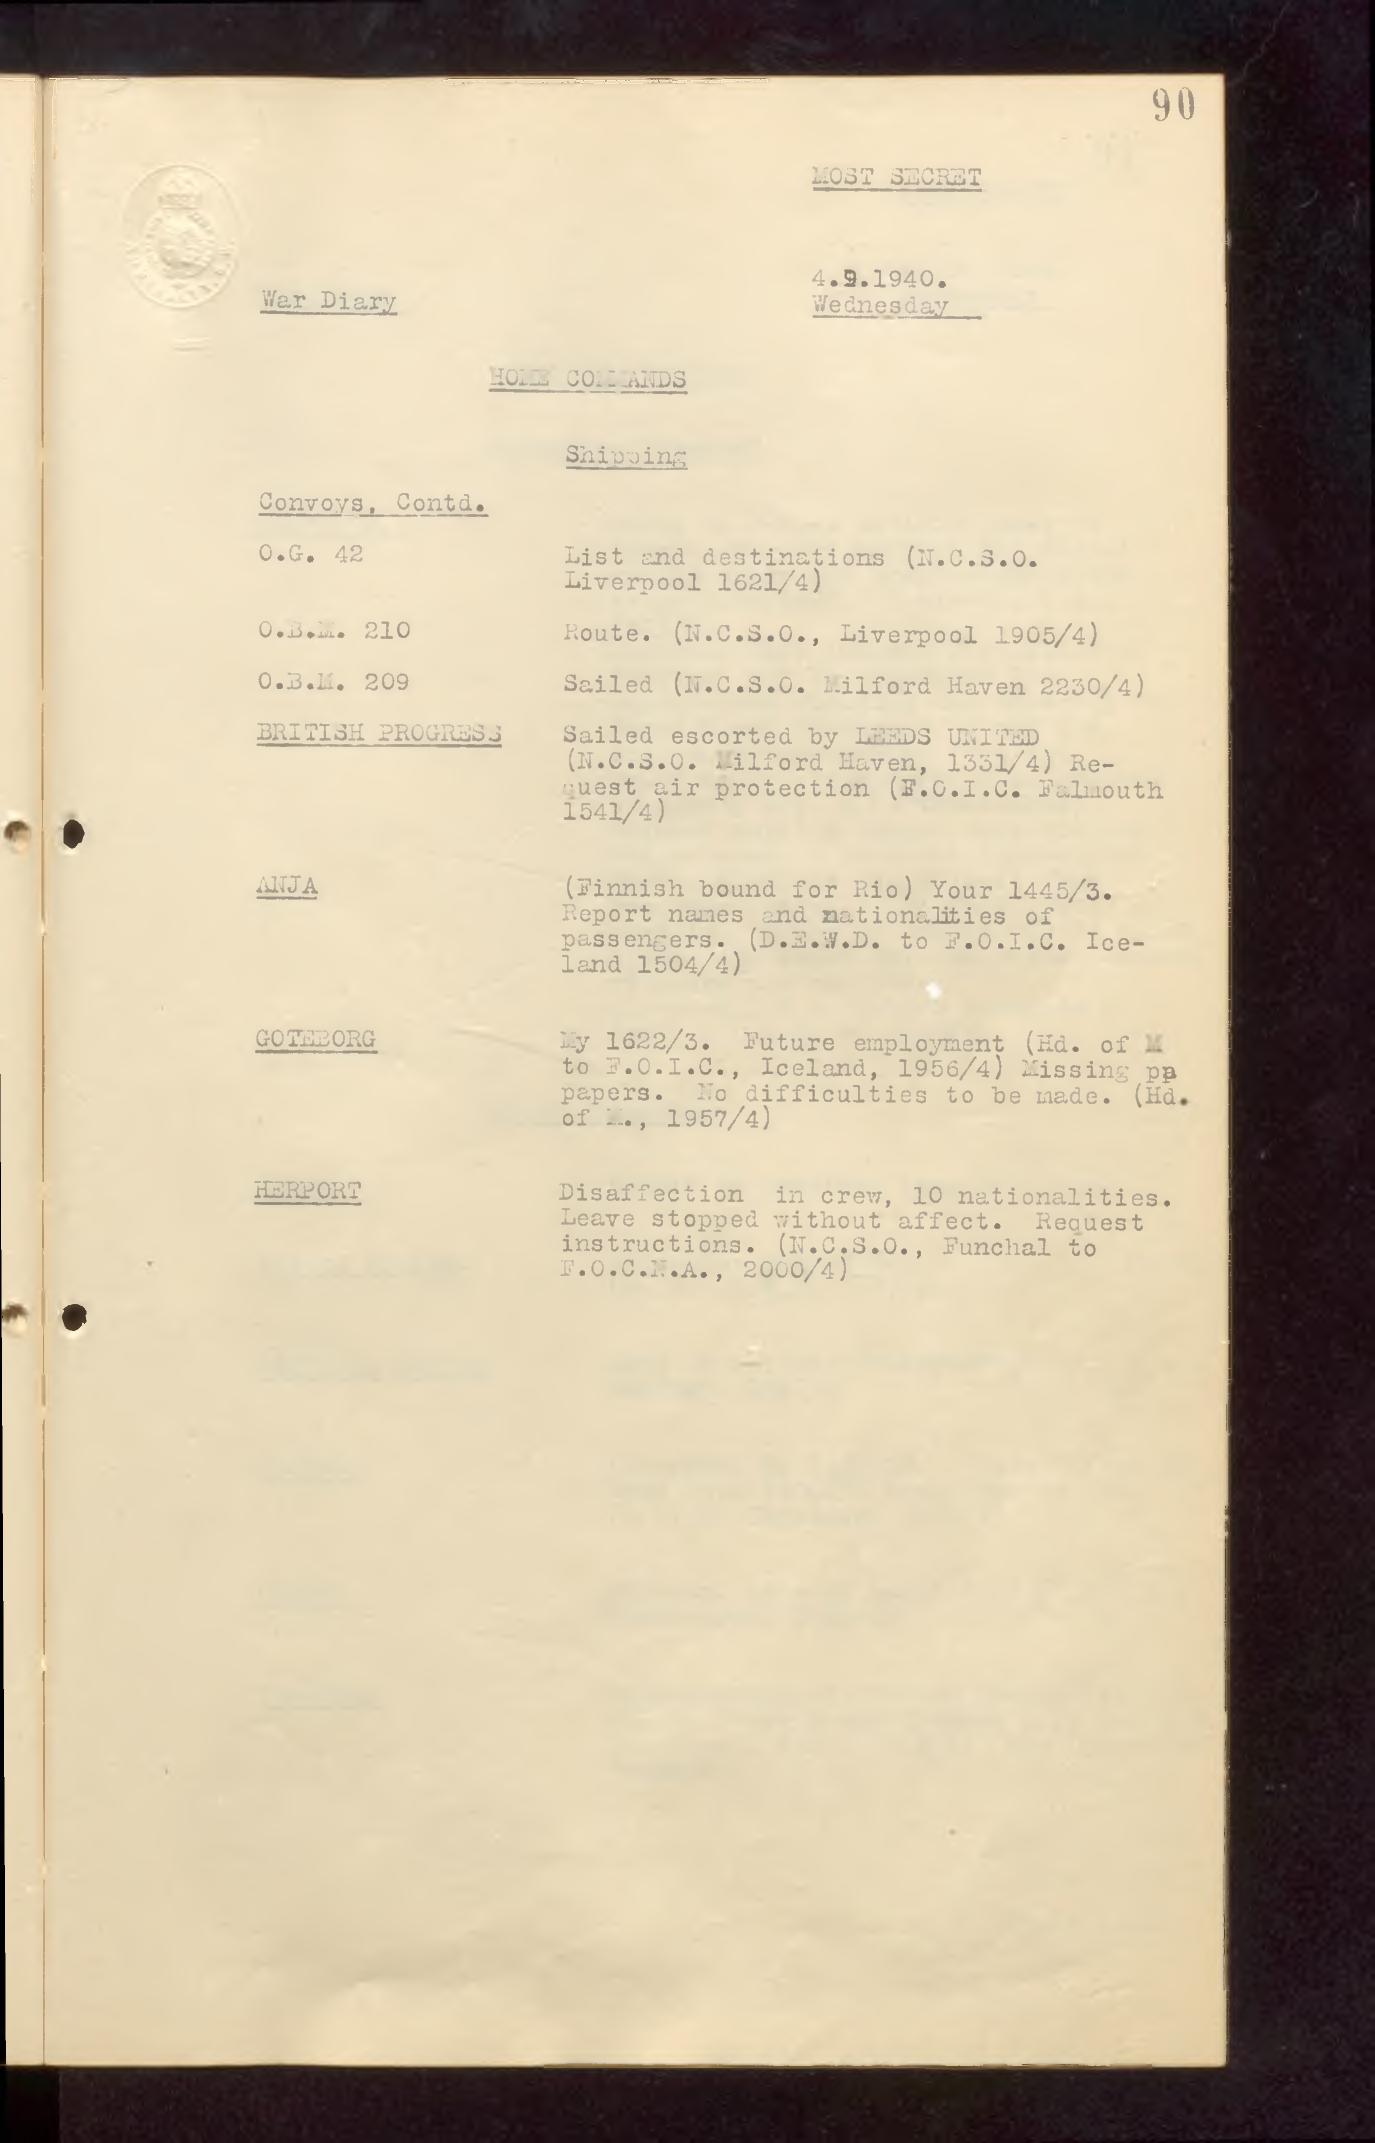 90
MOST SECRET
4.9.1940.
War Diary
Wednesday
HOME COMMANDS
Shipping
Convoys, Contd.
O.G. 42 List and destinations (N.C.S.O.
Liverpool 1621/4)
O.B.M. 210 Route. (N.C.S.O., Liverpool 1905/4)
O.B.M. 209 Sailed (N.C.S.O. Milford Haven 2230/4)
BRITISH PROGRESS Sailed escorted by LEEDS UNITED
(N.C.S.O. Milford Haven, 1331/4) Re-
quest air protection (F.O.I.C. Falmouth
1541/4)
ANJA (Finnish bound for Rio) Your 1445/3.
Report names and nationalities of
passengers. (D.E.W.D. to F.O.I.C. Ice-
land 1504/4)
GOTEBORG My 1622/3. Future employment (Hd. of M
to F.O.I.C., Iceland, 1956/4) Missing pp
papers. No difficulties to be made. (Hd.
of M., 1957/4)
HERPORT Disaffection in crew, 10 nationalities.
Leave stopped without affect. Request
instructions. (N.C.S.O., Funchal to
F.O.C.N.A., 2000/4)